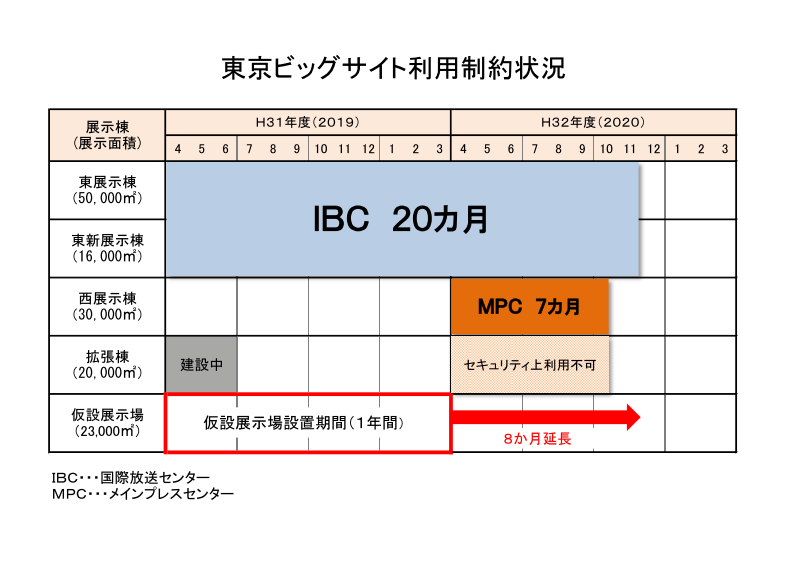 東京ビッグサイト利用制約状況
展示棟
(展示面積)
H31年度(2019)
H32年度(2020)
4 5 6 7 8 9 10 11 12 1 2 3 4 5 6 7 8 9 10 11 12 1 2 3
東展示棟
(50,000㎡)
IBC 20カ月
東新展示棟
(16,000㎡)
西展示棟
(30,000㎡)
MPC 7カ月
拡張棟
(20,000㎡)
建設中
セキュリティ上利用不可
仮設展示場
(23,000㎡)
仮設展示場設置期間(1年間)
8か月延長
IBC・・・国際放送センター
MPC・・・メインプレスセンター